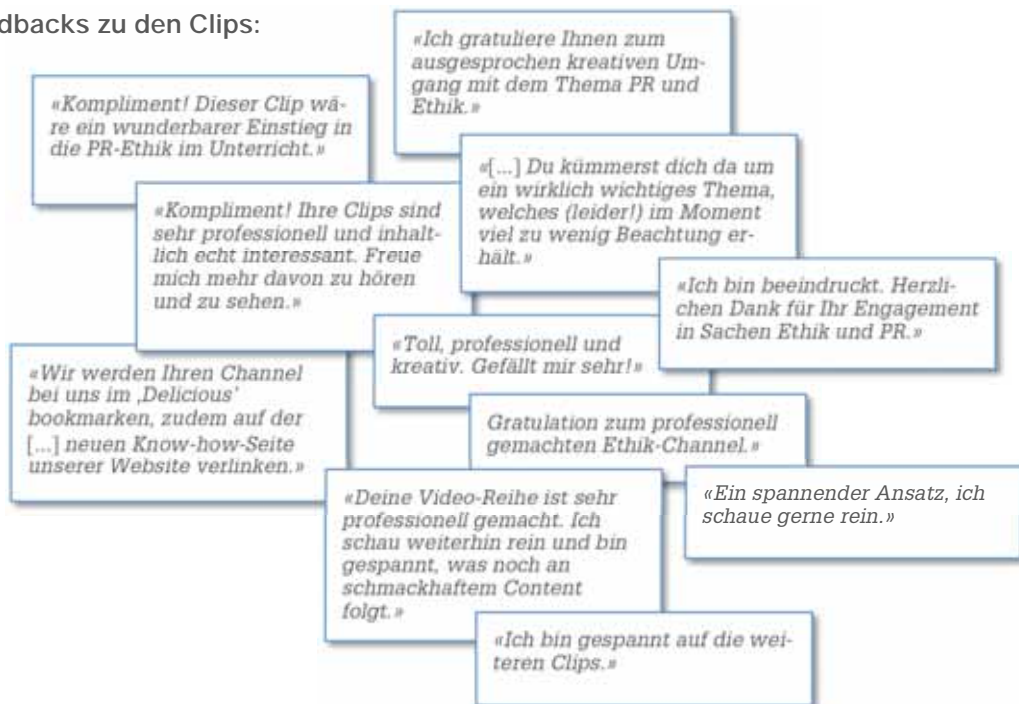 dbacks zu den Clips:
«Ich gratuliere Ihnen zum
ausgesprochen kreativen Um-
gang mit dem Thema PR und
Ethik.»
«Kompliment! Dieser Clip wä-
re ein wunderbarer Einstieg in
die PR-Ethik im Unterricht.»
«[...] Du kümmerst dich da um
ein wirklich wichtiges Thema,
welches (leider!) im Moment
viel zu wenig Beachtung er-
hält.»
«Kompliment! Ihre Clips sind
sehr professionell und inhalt-
lich echt interessant. Freue
mich mehr davon zu hören
und zu sehen.»
«Ich bin beeindruckt. Herzli-
chen Dank für Ihr Engagement
in Sachen Ethik und PR.»
«Toll, professionell und
kreativ. Gefällt mir sehr!»
«Wir werden Ihren Channel
bei uns im ‚Delicious’
bookmarken, zudem auf der
[...] neuen Know-how-Seite
unserer Website verlinken.»
Gratulation zum professionell
gemachten Ethik-Channel.»
«Ein spannender Ansatz, ich
schaue gerne rein.»
«Deine Video-Reihe ist sehr
professionell gemacht. Ich
schau weiterhin rein und bin
gespannt, was noch an
schmackhaftem Content
folgt.»
«Ich bin gespannt auf die wei-
teren Clips.»